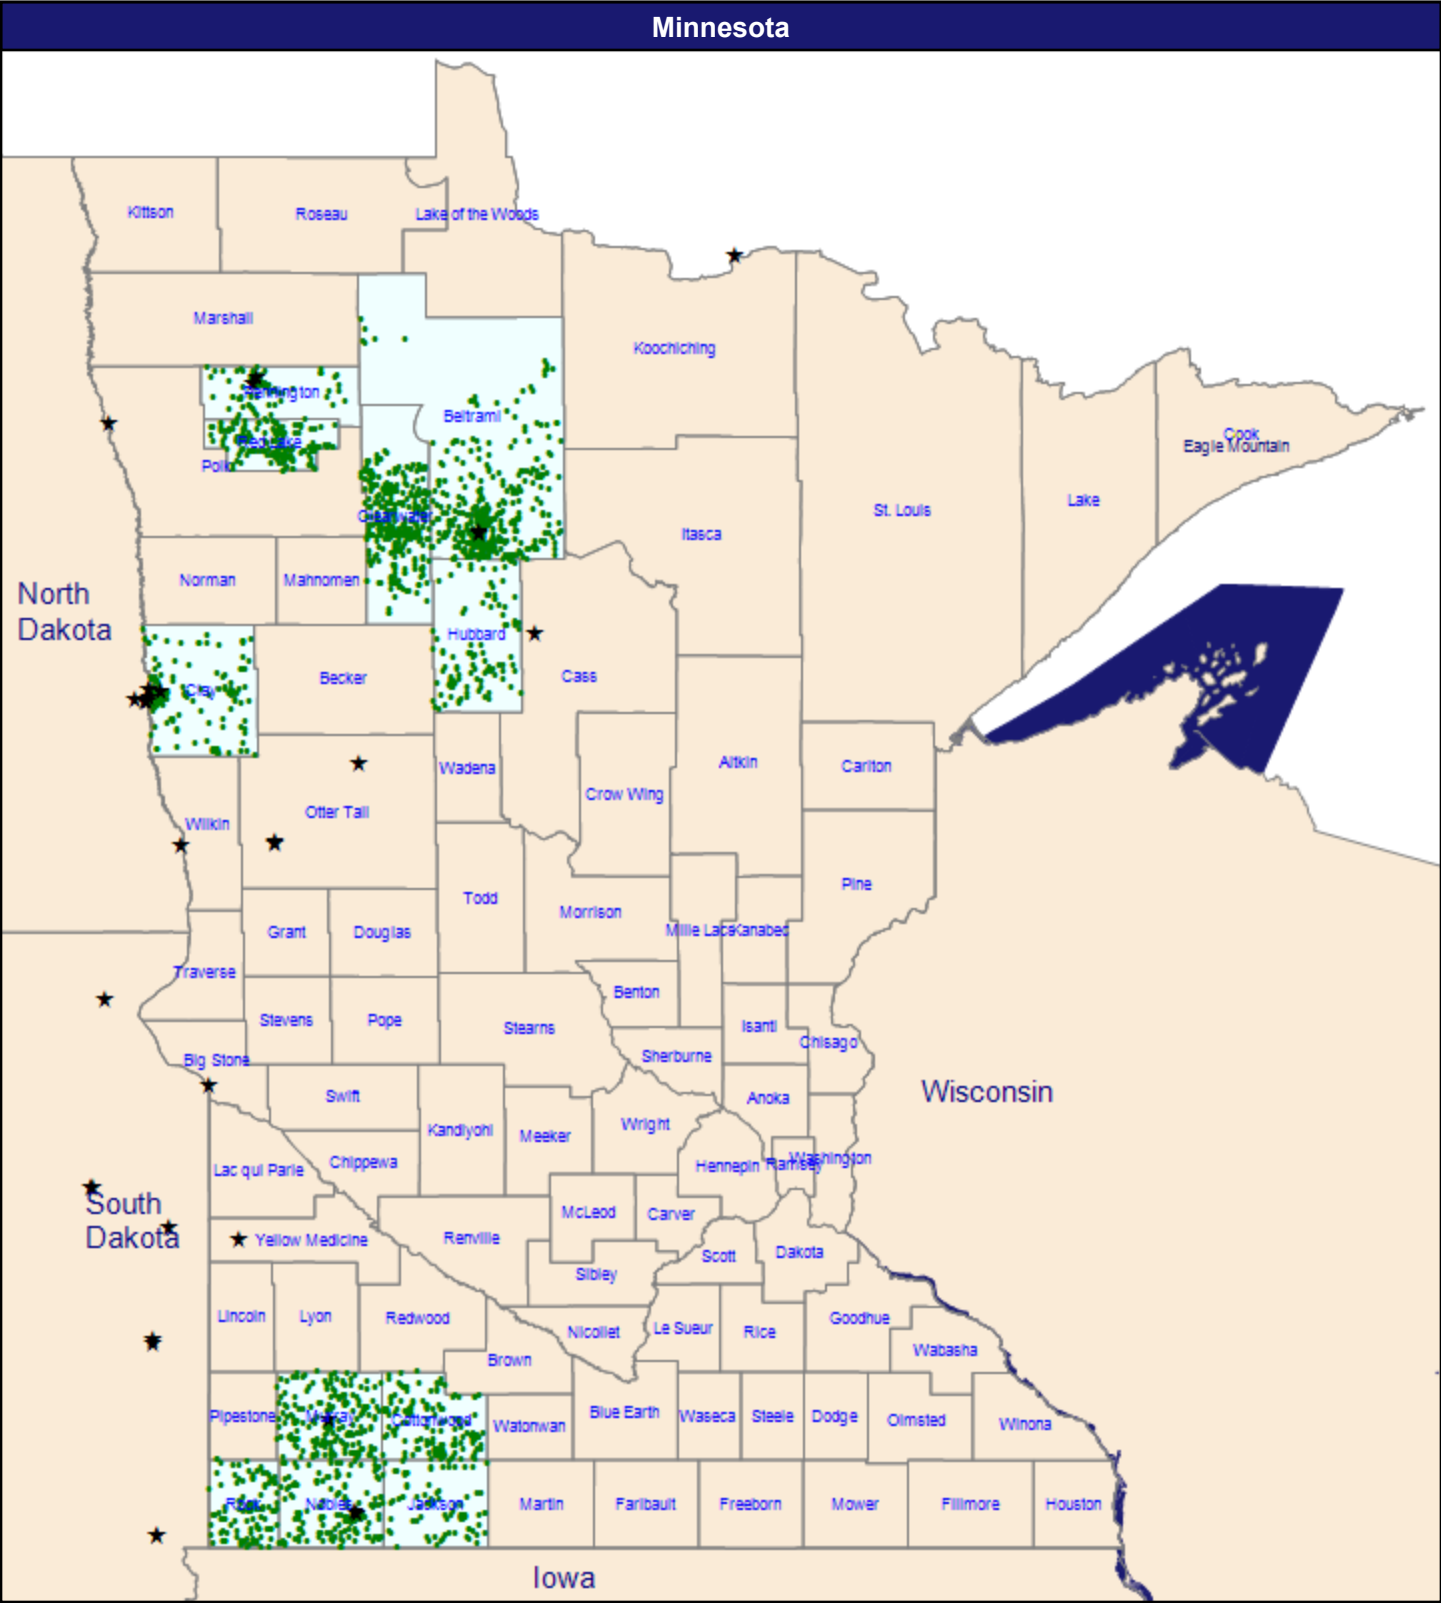 Minnesota
Kittson
Roseau
Lake of the Woods
Marshall
Koochiching
Pennington
Beltrami
Red Lake
Polk
Cook
Eagle Mountain
Lake
St. Louis
Clearwater
Itasca
Norman
Mahnomen
North
Dakota
Hubbard
Cass
Becker
Clay
Wadena
Aitkin
Carlton
Crow Wing
Otter Tail
Wilkin
Pine
Todd
Morrison
Grant
Douglas
Mille Lacs
Kanabec
Traverse
Benton
Stevens
Pope
Stearns
Isanti
Chisago
Sherburne
Big Stone
Swift
Anoka
Wisconsin
Kandiyohi
Meeker
Wright
Chippewa
Lac qui Parle
Hennepin
Ramsey
Washington
South
Dakota
McLeod
Carver
Yellow Medicine
Renville
Scott
Dakota
Sibley
Lincoln
Lyon
Redwood
Nicollet
Le Sueur
Rice
Goodhue
Brown
Wabasha
Pipestone
Murray
Cottonwood
Watonwan
Blue Earth
Waseca
Steele
Dodge
Olmsted
Winona
Rock
Nobles
Jackson
Martin
Faribault
Freeborn
Mower
Fillmore
Houston
Iowa